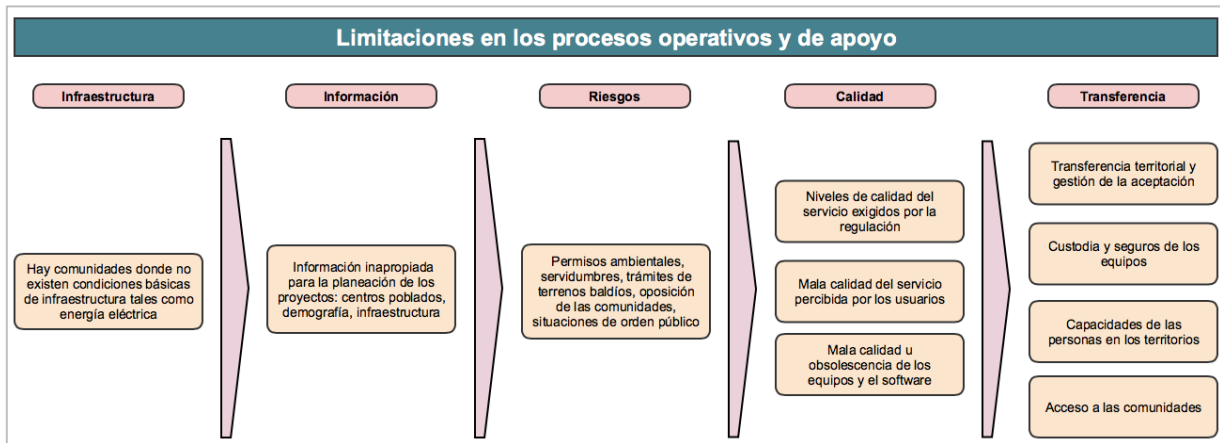 Limitaciones en los procesos operativos y de apoyo
Infraestructura
Hay comunidades donde no
existen condiciones básicas
de infraestructura tales como
energía eléctrica
Información
Información inapropiada
para la planeación de los
proyectos: centros poblados,
demografía, infraestructura
Riesgos
Permisos ambientales,
servidumbres, trámites de
terrenos baldíos, oposición
de las comunidades,
situaciones de orden público
Calidad
Niveles de calidad del
servicio exigidos por la
regulación
Mala calidad del servicio
percibida por los usuarios
Mala calidad u
obsolescencia de los
equipos y el software
Transferencia
Transferencia territorial y
gestión de la aceptación
Custodia y seguros de los
equipos
Capacidades de las
personas en los territorios
Acceso a las comunidades